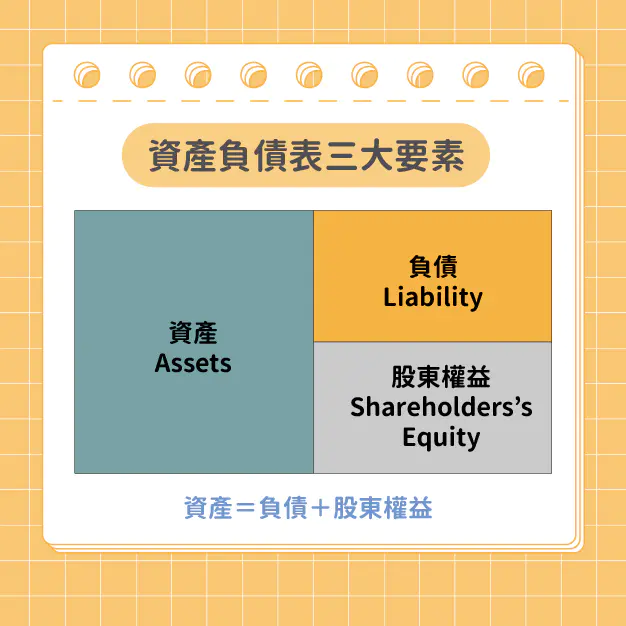 資產負債表三大要素
資產
Assets
負債
Liability
股東權益
Shareholders’s
Equity
資產＝負債＋股東權益